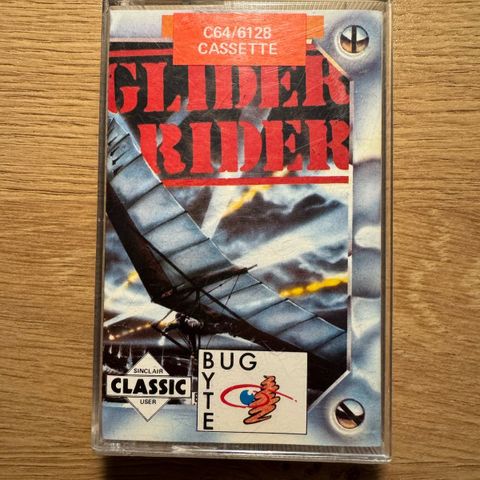 C64/6128
CASSETTE
GLIDER
RIDER
SINCLAIR
CLASSIC
USER
BUG
BYTE